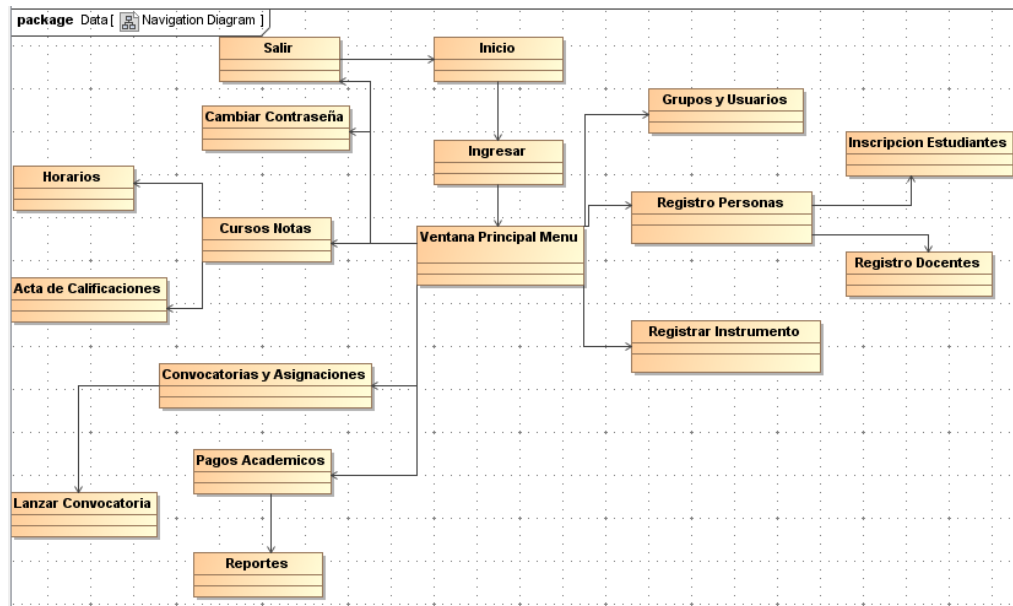 package Data [ Navigation Diagram ]
Salir
Inicio
Grupos y Usuarios
Cambiar Contraseña
Inscripcion Estudiantes
Ingresar
Horarios
Registro Personas
Cursos Notas
Ventana Principal Menu
Registro Docentes
Acta de Calificaciones
Registrar Instrumento
Convocatorias y Asignaciones
Pagos Academicos
Lanzar Convocatoria
Reportes